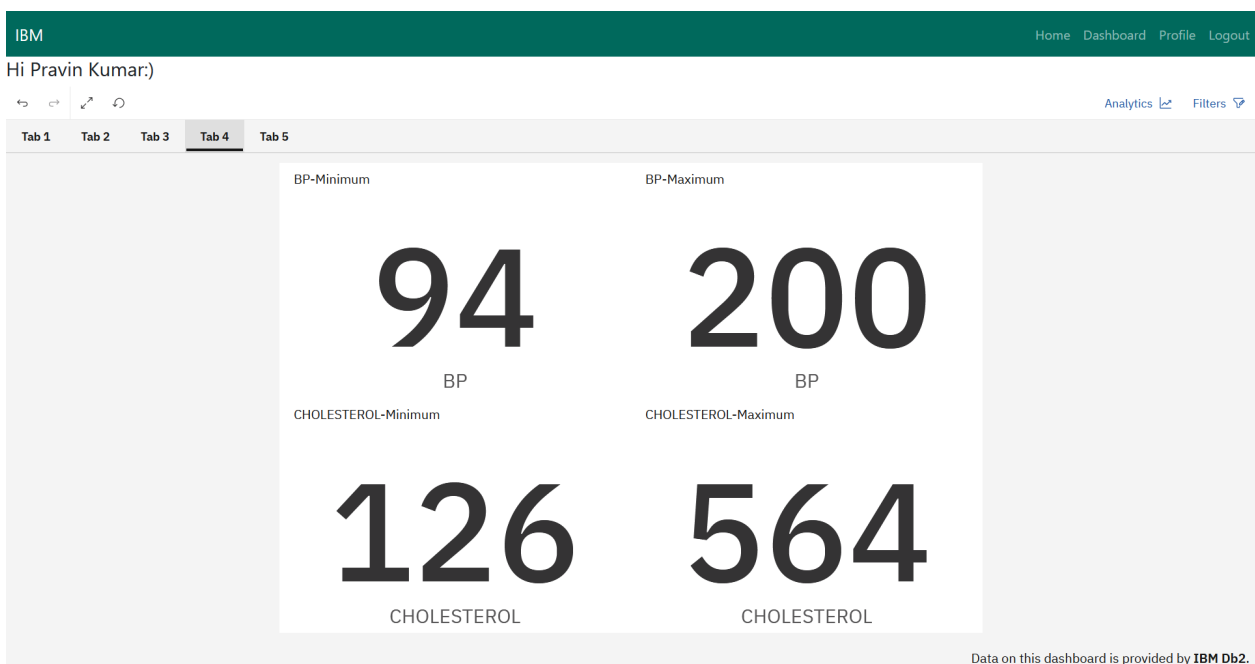 IBM Home Dashboard Profile Logout
Hi Pravin Kumar:)
Analytics Filters
Tab 1 Tab 2 Tab 3 Tab 4 Tab 5
BP-Minimum BP-Maximum
94 200
BP BP
CHOLESTEROL-Minimum CHOLESTEROL-Maximum
126 564
CHOLESTEROL CHOLESTEROL
Data on this dashboard is provided by IBM Db2.